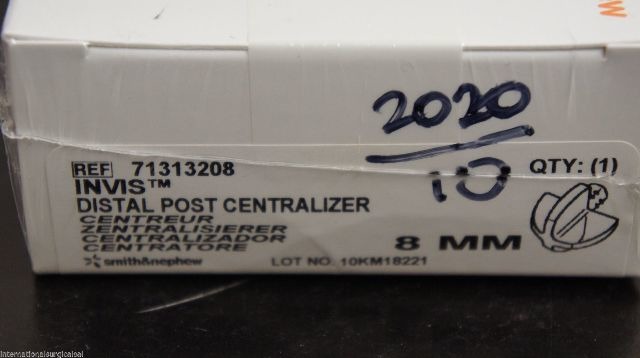 W
2020
10
REF 71313208
QTY: (1)
INVIS™
DISTAL POST CENTRALIZER
CENTREUR
ZENTRALISIERER
CENTRALIZADOR
CENTRATORE
8 MM
smith&nephew
LOT NO. 10KM18221
internationalsurgicaloal